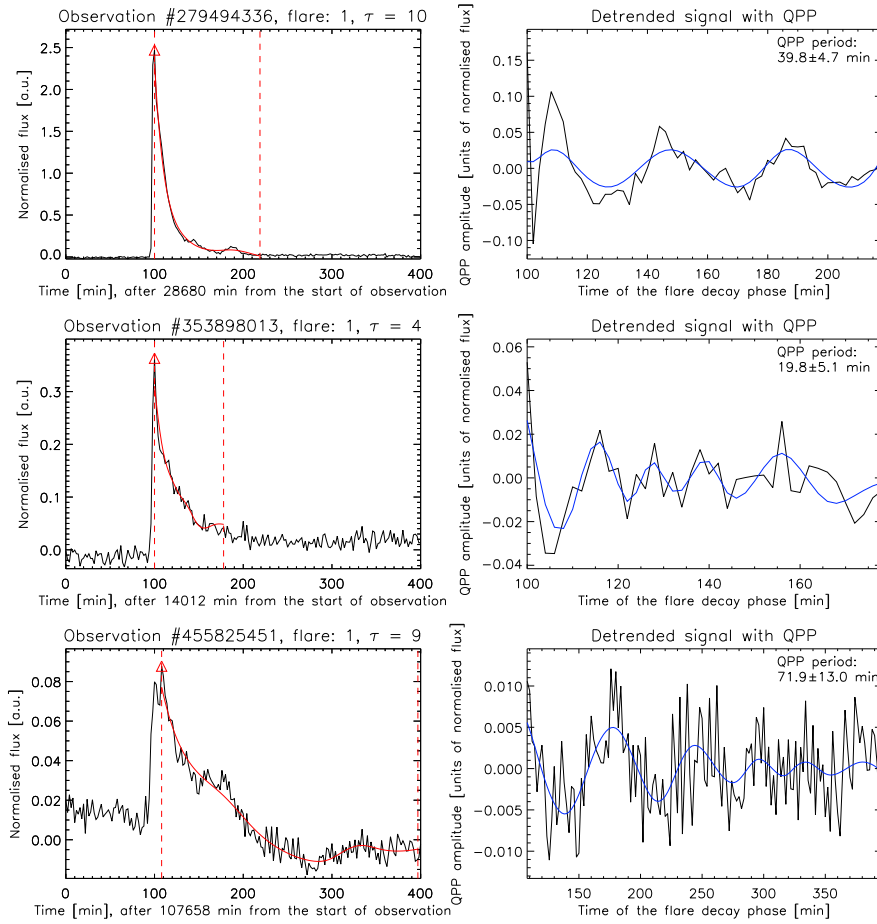 Observation #279494336, flare: 1, τ = 10
Normalised flux [a.u.]
2.5
2.0
1.5
1.0
0.5
0.0
0 100 200 300 400
Time [min], after 28680 min from the start of observation
Detrended signal with QPP
QPP period:
39.8±4.7 min
QPP amplitude [units of normalised flux]
0.15
0.10
0.05
0.00
−0.05
−0.10
100 120 140 160 180 200
Time of the flare decay phase [min]
Observation #353898013, flare: 1, τ = 4
Normalised flux [a.u.]
0.3
0.2
0.1
0.0
0 100 200 300 400
Time [min], after 14012 min from the start of observation
Detrended signal with QPP
QPP period:
19.8±5.1 min
QPP amplitude [units of normalised flux]
0.06
0.04
0.02
0.00
−0.02
−0.04
100 120 140 160
Time of the flare decay phase [min]
Observation #455825451, flare: 1, τ = 9
Normalised flux [a.u.]
0.08
0.06
0.04
0.02
0.00
0 100 200 300 400
Time [min], after 107658 min from the start of observation
Detrended signal with QPP
QPP period:
71.9±13.0 min
QPP amplitude [units of normalised flux]
0.010
0.005
0.000
−0.005
−0.010
150 200 250 300 350
Time of the flare decay phase [min]